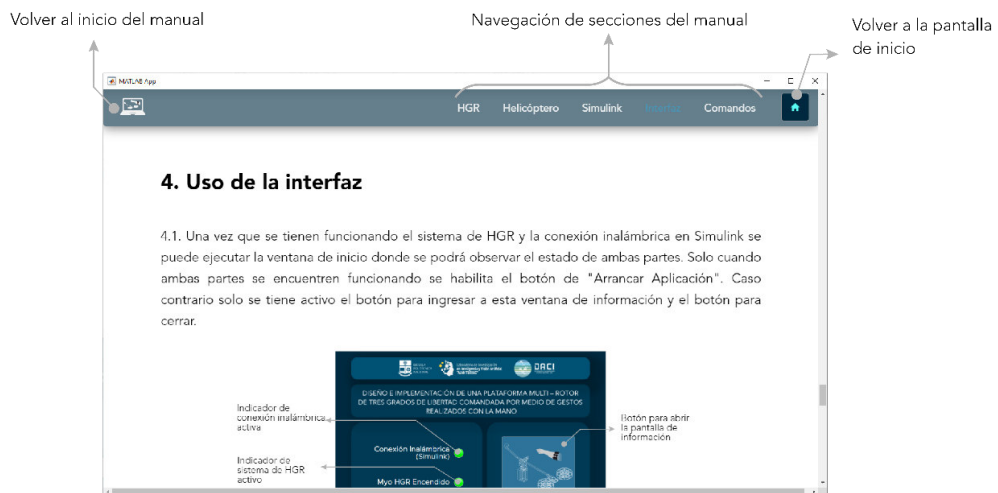 Volver al inicio del manual
Navegación de secciones del manual
Volver a la pantalla
de inicio
MATLAB App
HGR Helicóptero Simulink Interfaz Comandos
4. Uso de la interfaz
4.1. Una vez que se tienen funcionando el sistema de HGR y la conexión inalámbrica en Simulink se
puede ejecutar la ventana de inicio donde se podrá observar el estado de ambas partes. Solo cuando
ambas partes se encuentren funcionando se habilita el botón de "Arrancar Aplicación". Caso
contrario solo se tiene activo el botón para ingresar a esta ventana de información y el botón para
cerrar.
DACI
DISEÑO E IMPLEMENTACIÓN DE UNA PLATAFORMA MULTI – ROTOR
DE TRES GRADOS DE LIBERTAD COMANDADA POR MEDIO DE GESTOS
REALIZADOS CON LA MANO
Indicador de
conexión inalámbrica
activa
Botón para abrir
la pantalla de
información
Conexión Inalámbrica
(Simulink)
Indicador de
sistema de HGR
activo
Myo HGR Encendido